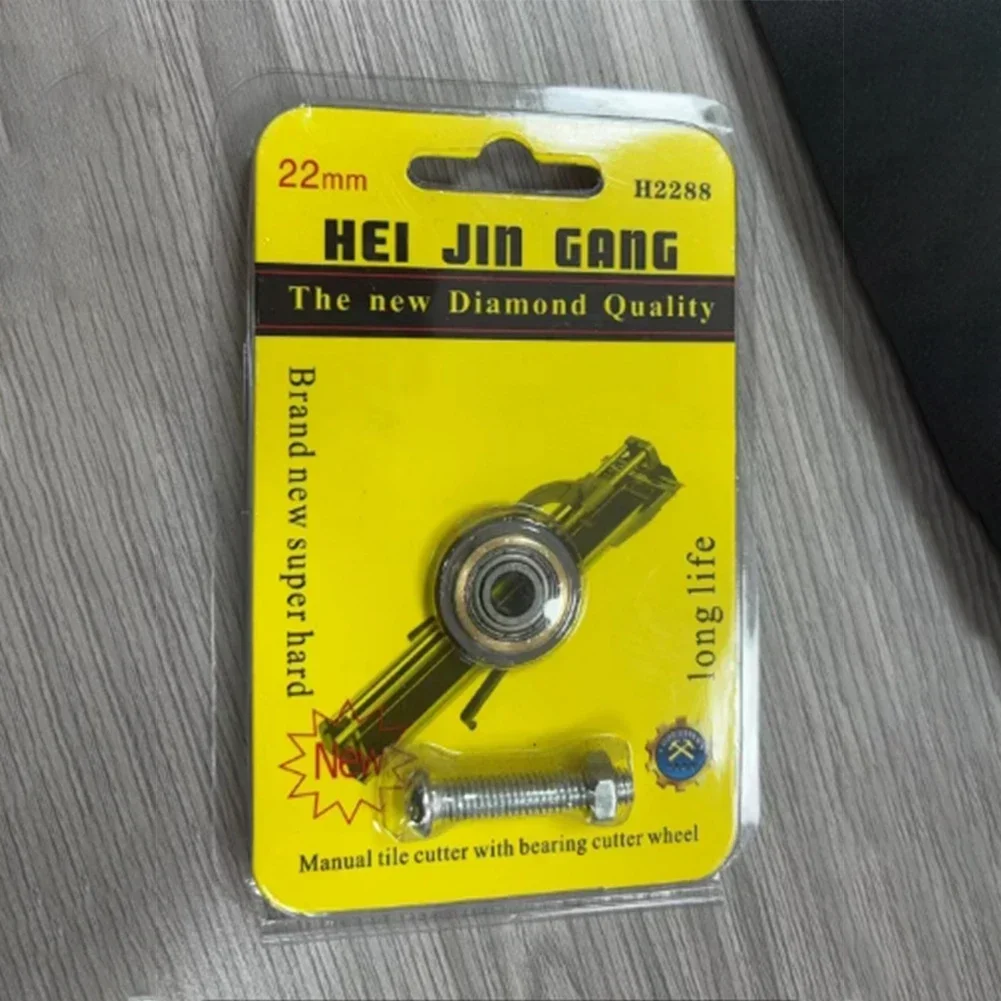 22mm
H2288
HEI JIN GANG
The new Diamond Quality
Brand new super hard
long life
New
Manual tile cutter with bearing cutter wheel